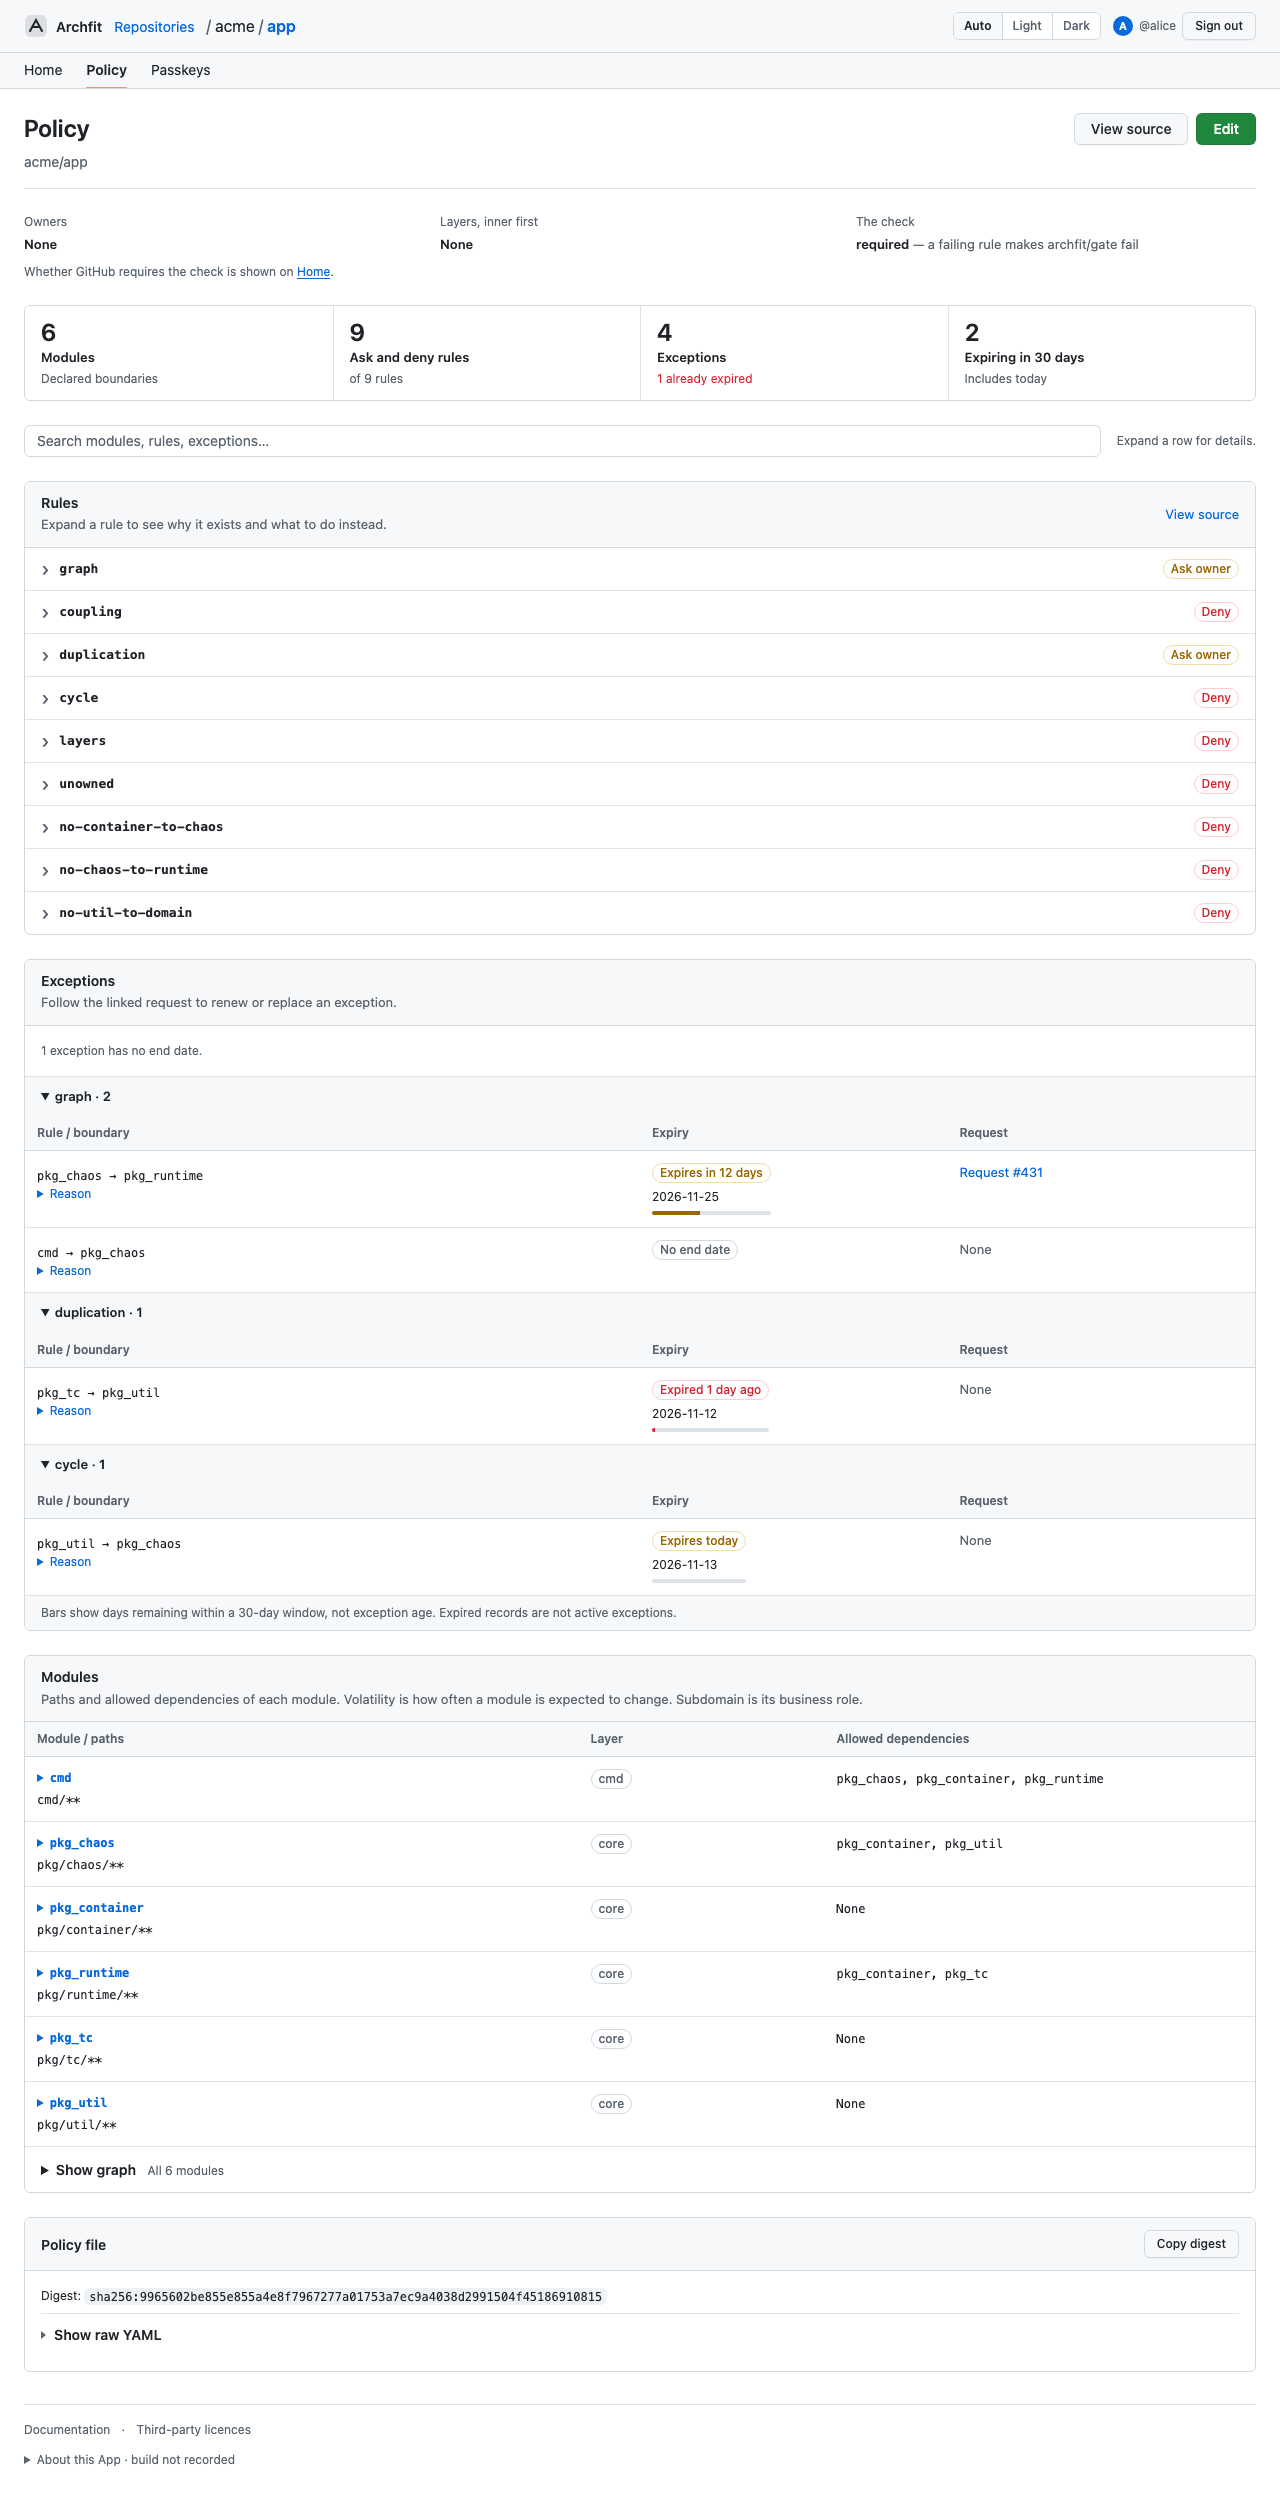 Archfit Repositories / acme / app Auto Light Dark A @alice Sign out
Home Policy Passkeys
Policy View source Edit
acme/app
Owners Layers, inner first The check
None None required — a failing rule makes archfit/gate fail
Whether GitHub requires the check is shown on Home.
6 9 4 2
Modules Ask and deny rules Exceptions Expiring in 30 days
Declared boundaries of 9 rules 1 already expired Includes today
Search modules, rules, exceptions... Expand a row for details.
Rules
Expand a rule to see why it exists and what to do instead. View source
graph Ask owner
coupling Deny
duplication Ask owner
cycle Deny
layers Deny
unowned Deny
no-container-to-chaos Deny
no-chaos-to-runtime Deny
no-util-to-domain Deny
Exceptions
Follow the linked request to renew or replace an exception.
1 exception has no end date.
graph · 2
Rule / boundary Expiry Request
pkg_chaos → pkg_runtime Expires in 12 days Request #431
Reason 2026-11-25
cmd → pkg_chaos No end date None
Reason
duplication · 1
Rule / boundary Expiry Request
pkg_tc → pkg_util Expired 1 day ago None
Reason 2026-11-12
cycle · 1
Rule / boundary Expiry Request
pkg_util → pkg_chaos Expires today None
Reason 2026-11-13
Bars show days remaining within a 30-day window, not exception age. Expired records are not active exceptions.
Modules
Paths and allowed dependencies of each module. Volatility is how often a module is expected to change. Subdomain is its business role.
Module / paths Layer Allowed dependencies
cmd cmd pkg_chaos, pkg_container, pkg_runtime
cmd/**
pkg_chaos core pkg_container, pkg_util
pkg/chaos/**
pkg_container core None
pkg/container/**
pkg_runtime core pkg_container, pkg_tc
pkg/runtime/**
pkg_tc core None
pkg/tc/**
pkg_util core None
pkg/util/**
Show graph All 6 modules
Policy file Copy digest
Digest: sha256:9965602be855e855a4e8f7967277a01753a7ec9a4038d2991504f45186910815
Show raw YAML
Documentation · Third-party licences
About this App · build not recorded